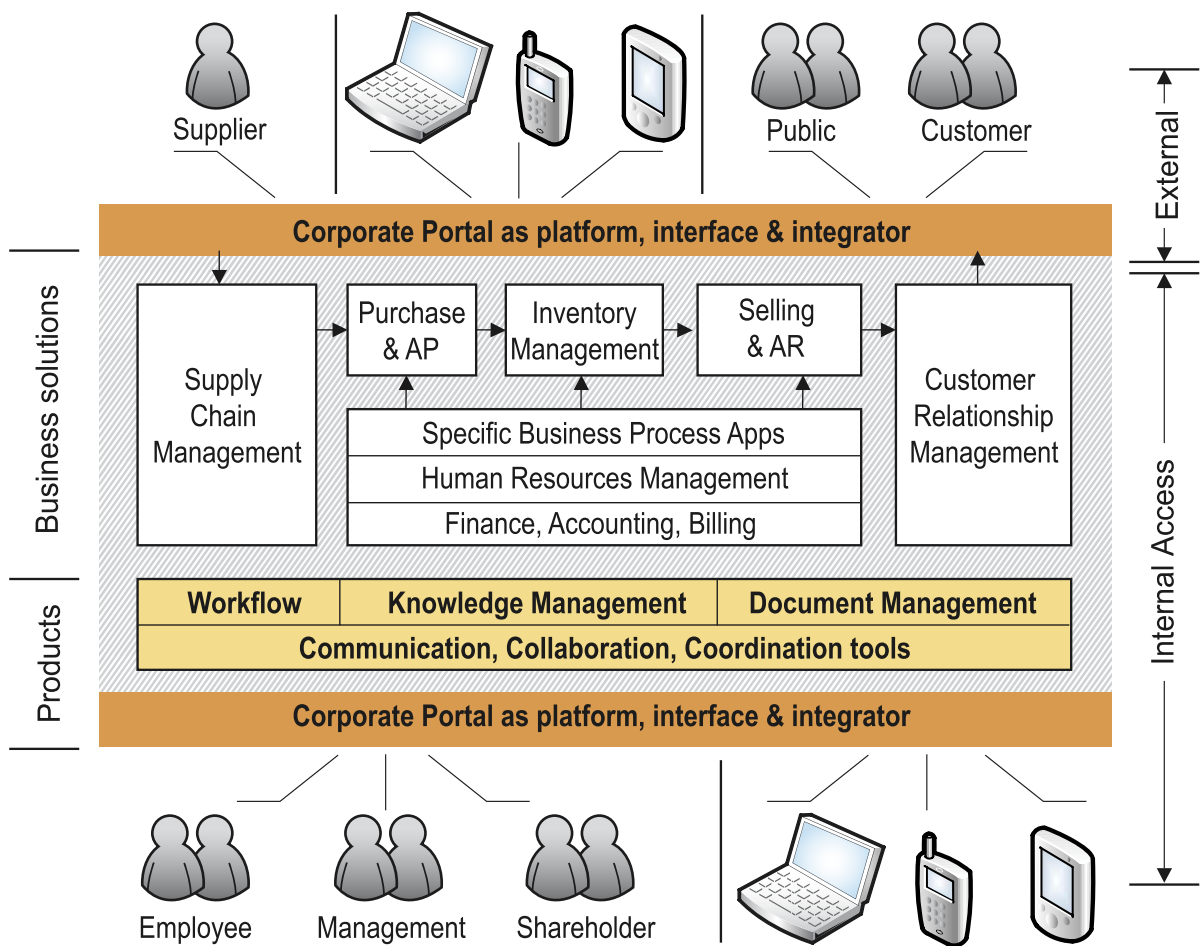 Supplier
Public
Customer
External
Corporate Portal as platform, interface & integrator
Business solutions
Supply
Chain
Management
Purchase
& AP
Inventory
Management
Selling
& AR
Customer
Relationship
Management
Specific Business Process Apps
Human Resources Management
Finance, Accounting, Billing
Internal Access
Products
Workflow
Knowledge Management
Document Management
Communication, Collaboration, Coordination tools
Corporate Portal as platform, interface & integrator
Employee
Management
Shareholder